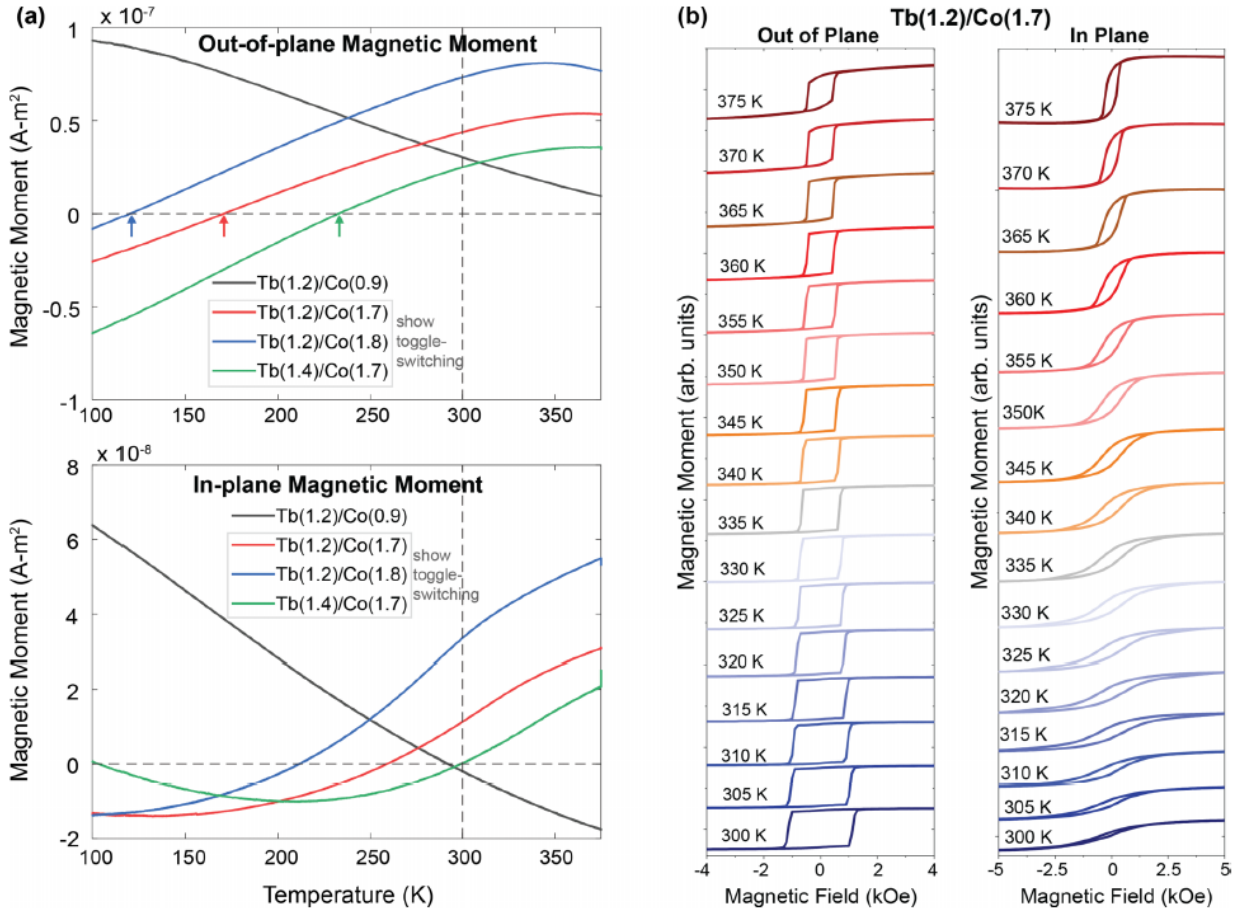 (a)
x 10⁻⁷
Out-of-plane Magnetic Moment
Magnetic Moment (A-m²)
1
0.5
0
-0.5
-1
Tb(1.2)/Co(0.9)
Tb(1.2)/Co(1.7)
Tb(1.2)/Co(1.8)
Tb(1.4)/Co(1.7)
show
toggle-
switching
100 150 200 250 300 350
x 10⁻⁸
In-plane Magnetic Moment
Magnetic Moment (A-m²)
8
6
4
2
0
-2
Tb(1.2)/Co(0.9)
Tb(1.2)/Co(1.7)
Tb(1.2)/Co(1.8)
Tb(1.4)/Co(1.7)
show
toggle-
switching
100 150 200 250 300 350
Temperature (K)
(b)
Tb(1.2)/Co(1.7)
Out of Plane
Magnetic Moment (arb. units)
375 K
370 K
365 K
360 K
355 K
350 K
345 K
340 K
335 K
330 K
325 K
320 K
315 K
310 K
305 K
300 K
-4 -2 0 2 4
Magnetic Field (kOe)
In Plane
Magnetic Moment (arb. units)
375 K
370 K
365 K
360 K
355 K
350K
345 K
340 K
335 K
330 K
325 K
320 K
315 K
310 K
305 K
300 K
-5 0 5
Magnetic Field (kOe)